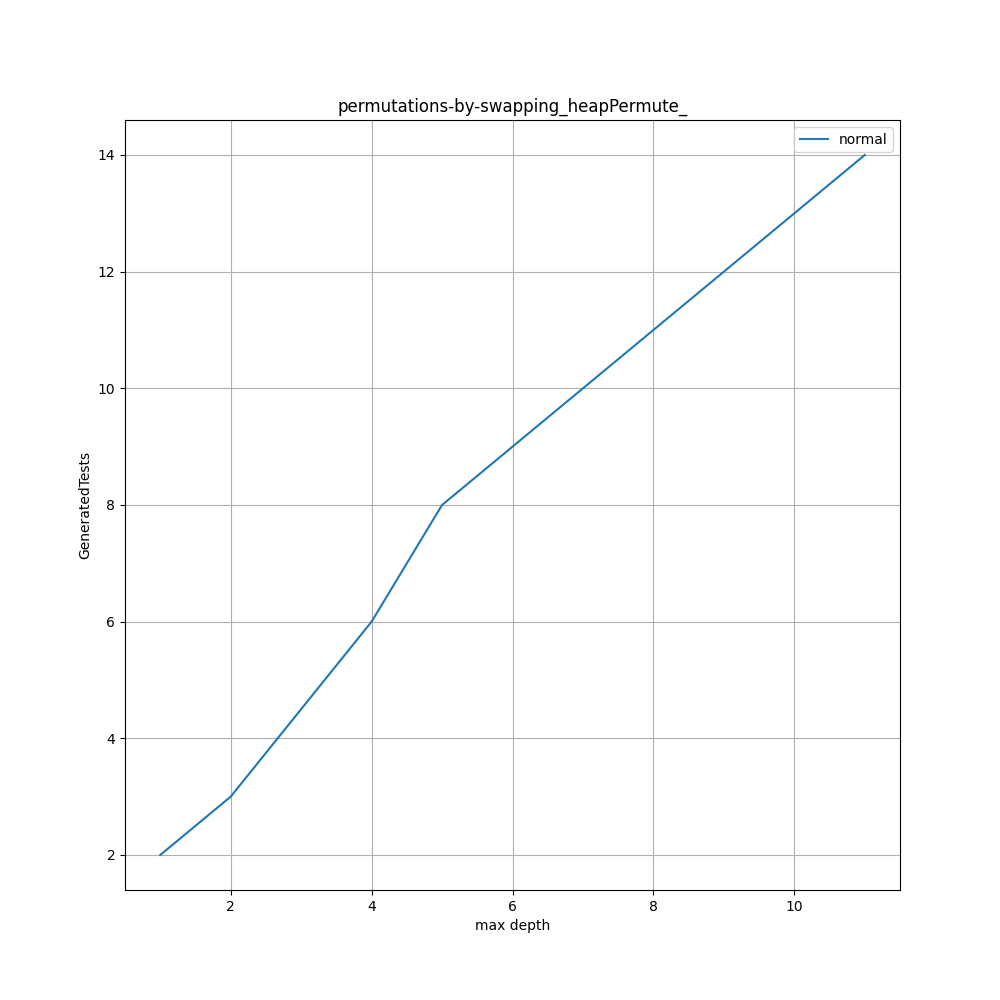 permutations-by-swapping_heapPermute_
normal
14
12
10
8
6
4
2
GeneratedTests
2 4 6 8 10
max depth